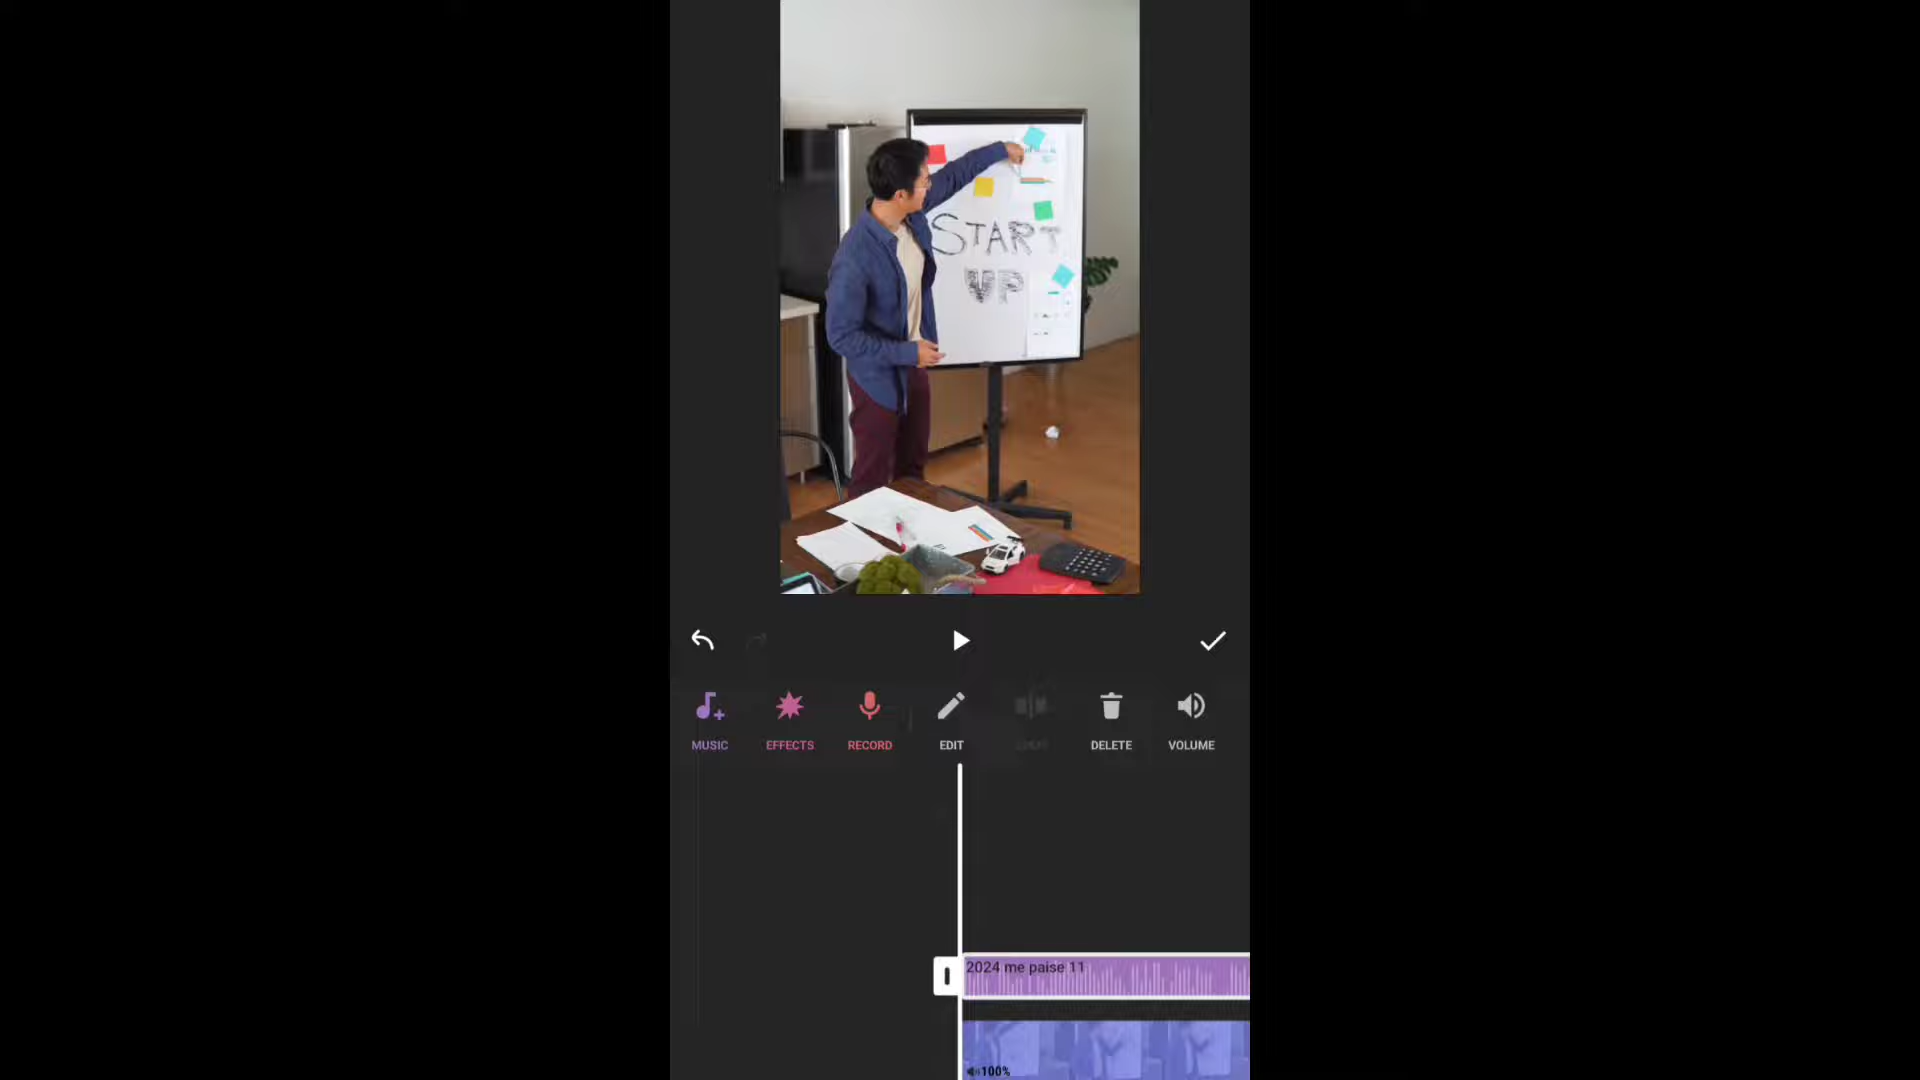 START
UP
MUSIC
EFFECTS
RECORD
EDIT
DELETE
VOLUME
2024 me paise 11
100%